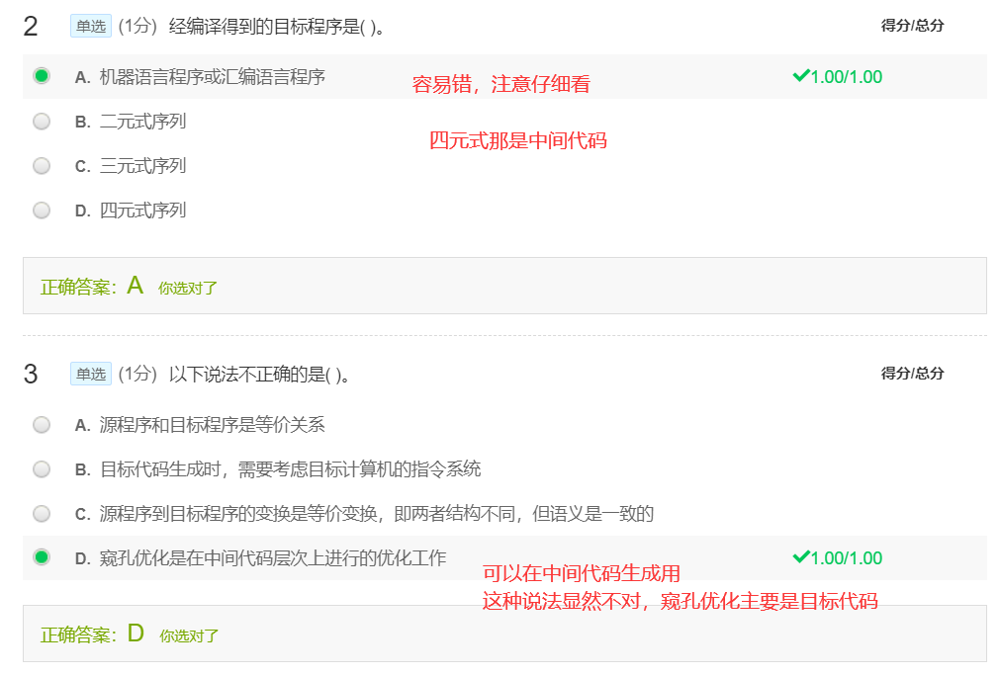 2 单选 (1分) 经编译得到的目标程序是( )。 得分/总分
A. 机器语言程序或汇编语言程序 1.00/1.00
容易错，注意仔细看
B. 二元式序列
四元式那是中间代码
C. 三元式序列
D. 四元式序列
正确答案：A 你选对了
3 单选 (1分) 以下说法不正确的是( )。 得分/总分
A. 源程序和目标程序是等价关系
B. 目标代码生成时，需要考虑目标计算机的指令系统
C. 源程序到目标程序的变换是等价变换，即两者结构不同，但语义是一致的
D. 窥孔优化是在中间代码层次上进行的优化工作 1.00/1.00
可以在中间代码生成用
这种说法显然不对，窥孔优化主要是目标代码
正确答案：D 你选对了